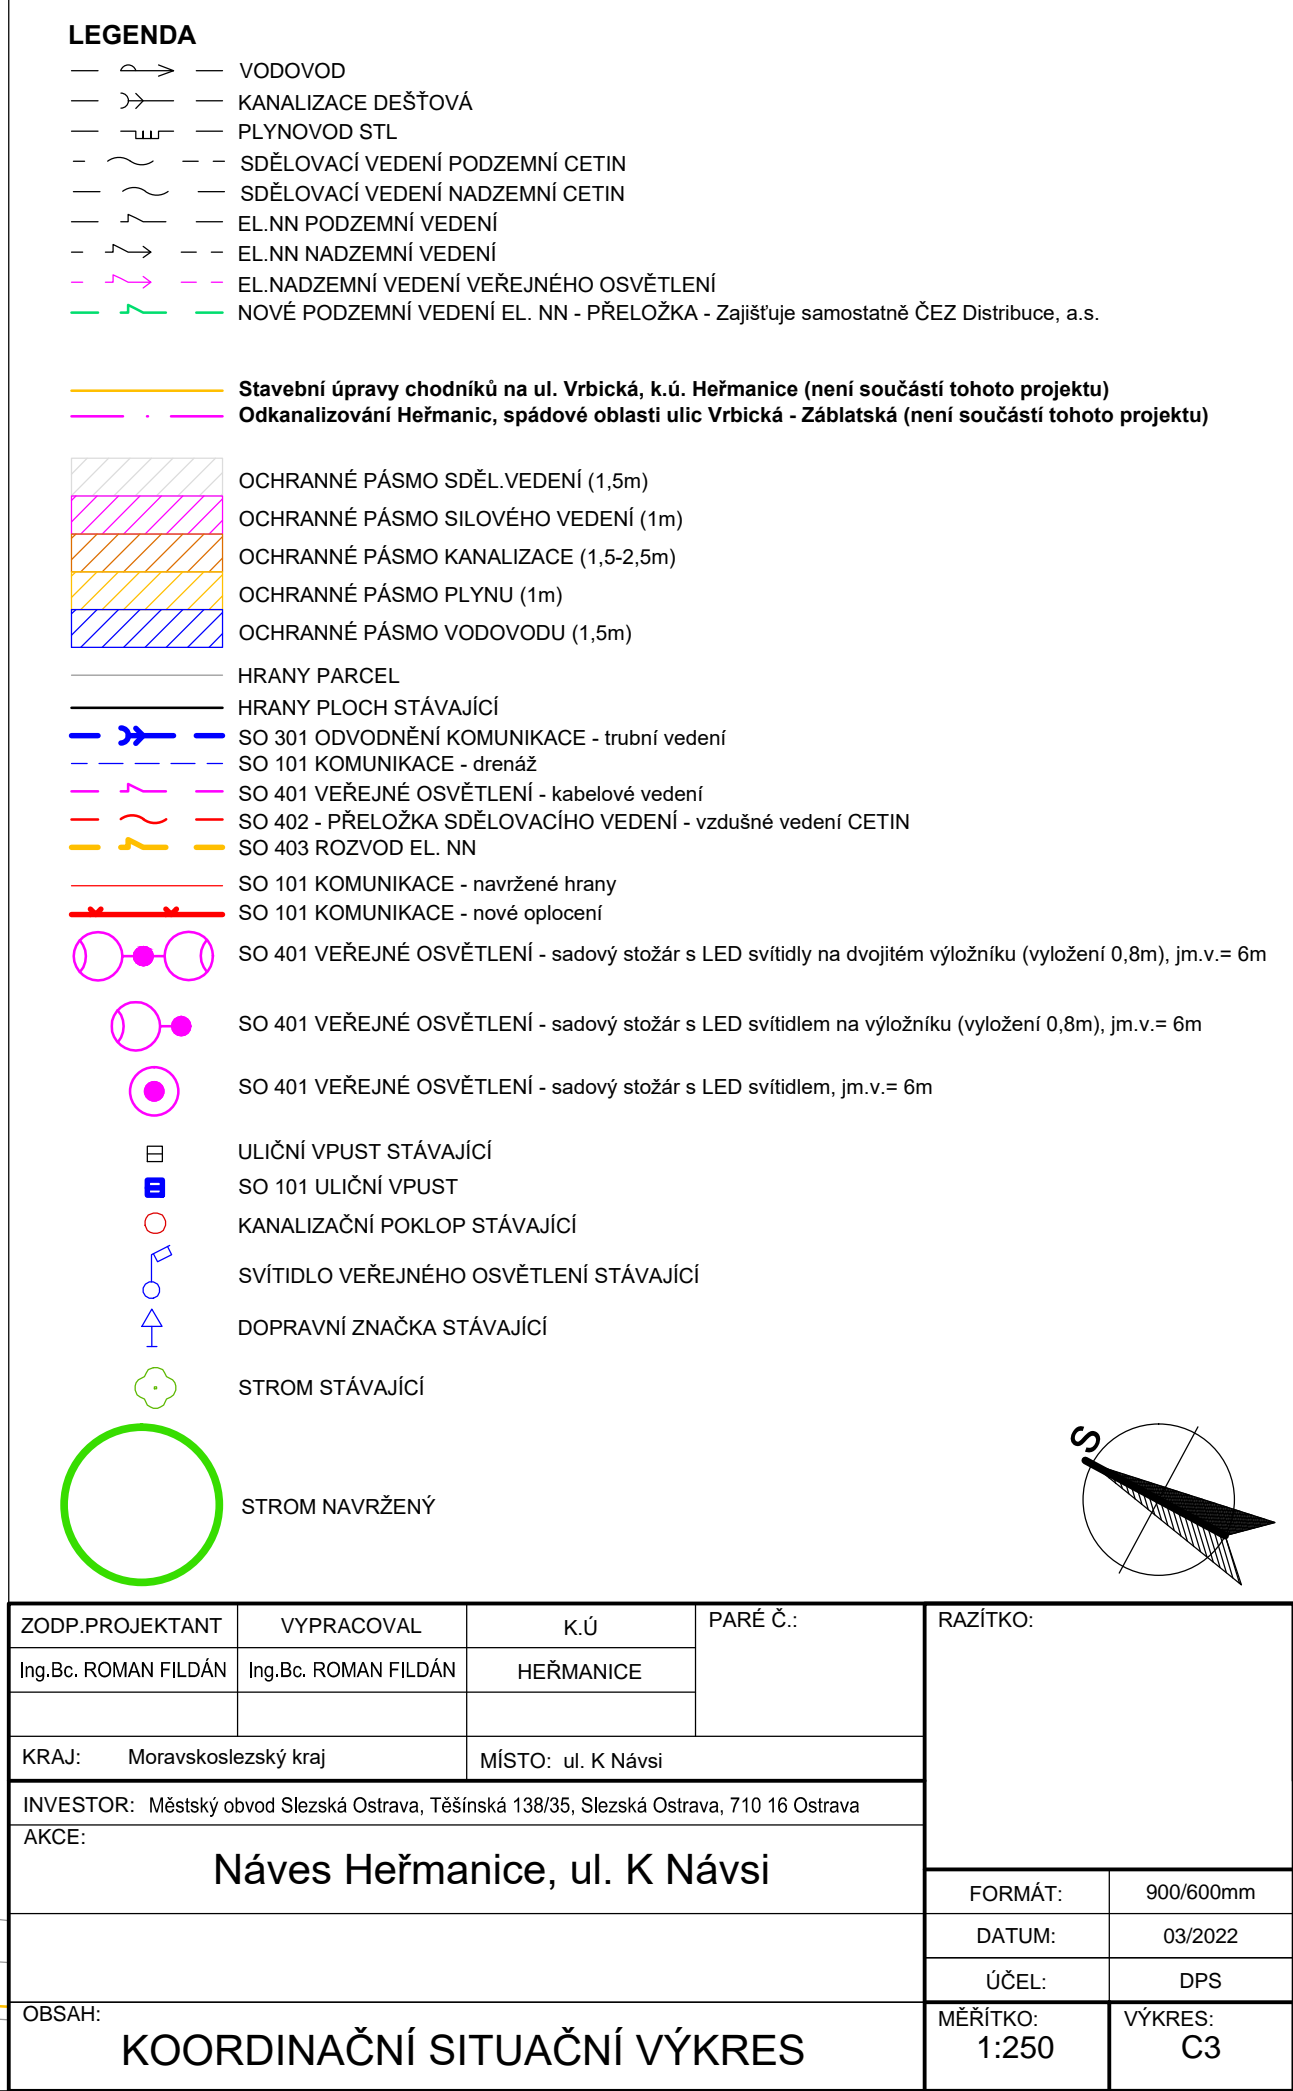 LEGENDA
VODOVOD
KANALIZACE DEŠŤOVÁ
PLYNOVOD STL
SDĚLOVACÍ VEDENÍ PODZEMNÍ CETIN
SDĚLOVACÍ VEDENÍ NADZEMNÍ CETIN
EL.NN PODZEMNÍ VEDENÍ
EL.NN NADZEMNÍ VEDENÍ
EL.NADZEMNÍ VEDENÍ VEŘEJNÉHO OSVĚTLENÍ
NOVÉ PODZEMNÍ VEDENÍ EL. NN - PŘELOŽKA - Zajišťuje samostatně ČEZ Distribuce, a.s.
Stavební úpravy chodníků na ul. Vrbická, k.ú. Heřmanice (není součástí tohoto projektu)
Odkanalizování Heřmanic, spádové oblasti ulic Vrbická - Záblatská (není součástí tohoto projektu)
OCHRANNÉ PÁSMO SDĚL.VEDENÍ (1,5m)
OCHRANNÉ PÁSMO SILOVÉHO VEDENÍ (1m)
OCHRANNÉ PÁSMO KANALIZACE (1,5-2,5m)
OCHRANNÉ PÁSMO PLYNU (1m)
OCHRANNÉ PÁSMO VODOVODU (1,5m)
HRANY PARCEL
HRANY PLOCH STÁVAJÍCÍ
SO 301 ODVODNĚNÍ KOMUNIKACE - trubní vedení
SO 101 KOMUNIKACE - drenáž
SO 401 VEŘEJNÉ OSVĚTLENÍ - kabelové vedení
SO 402 - PŘELOŽKA SDĚLOVACÍHO VEDENÍ - vzdušné vedení CETIN
SO 403 ROZVOD EL. NN
SO 101 KOMUNIKACE - navržené hrany
SO 101 KOMUNIKACE - nové oplocení
SO 401 VEŘEJNÉ OSVĚTLENÍ - sadový stožár s LED svítidly na dvojitém výložníku (vyložení 0,8m), jm.v.= 6m
SO 401 VEŘEJNÉ OSVĚTLENÍ - sadový stožár s LED svítidlem na výložníku (vyložení 0,8m), jm.v.= 6m
SO 401 VEŘEJNÉ OSVĚTLENÍ - sadový stožár s LED svítidlem, jm.v.= 6m
ULIČNÍ VPUST STÁVAJÍCÍ
SO 101 ULIČNÍ VPUST
KANALIZAČNÍ POKLOP STÁVAJÍCÍ
SVÍTIDLO VEŘEJNÉHO OSVĚTLENÍ STÁVAJÍCÍ
DOPRAVNÍ ZNAČKA STÁVAJÍCÍ
STROM STÁVAJÍCÍ
STROM NAVRŽENÝ
S
ZODP.PROJEKTANT VYPRACOVAL K.Ú PARÉ Č.: RAZÍTKO:
Ing.Bc. ROMAN FILDÁN Ing.Bc. ROMAN FILDÁN HEŘMANICE
KRAJ: Moravskoslezský kraj MÍSTO: ul. K Návsi
INVESTOR: Městský obvod Slezská Ostrava, Těšínská 138/35, Slezská Ostrava, 710 16 Ostrava
AKCE:
Náves Heřmanice, ul. K Návsi
FORMÁT: 900/600mm
DATUM: 03/2022
ÚČEL: DPS
OBSAH:
KOORDINAČNÍ SITUAČNÍ VÝKRES
MĚŘÍTKO: VÝKRES:
1:250 C3